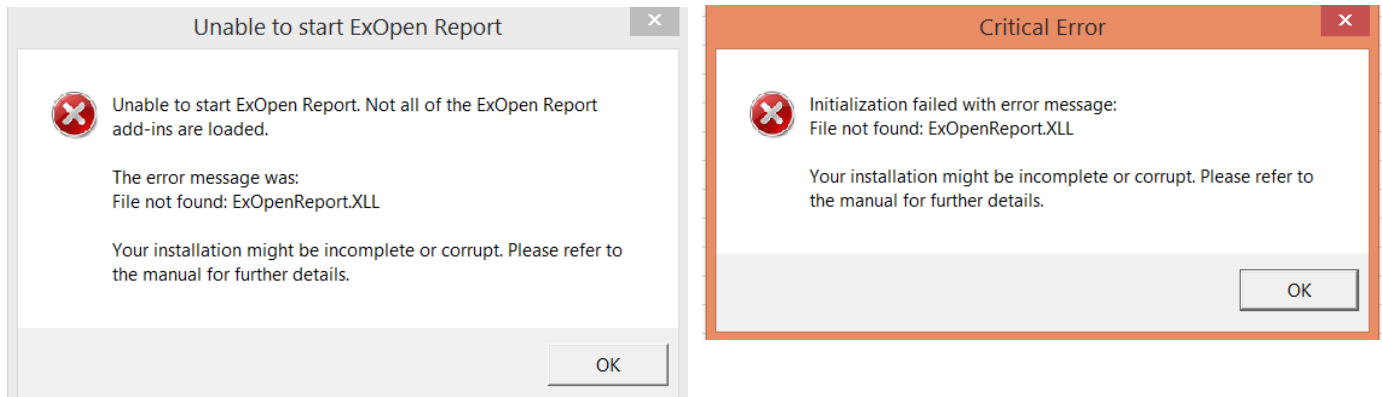 Unable to start ExOpen Report
Unable to start ExOpen Report. Not all of the ExOpen Report
add-ins are loaded.
The error message was:
File not found: ExOpenReport.XLL
Your installation might be incomplete or corrupt. Please refer to
the manual for further details.
OK
Critical Error
Initialization failed with error message:
File not found: ExOpenReport.XLL
Your installation might be incomplete or corrupt. Please refer to
the manual for further details.
OK